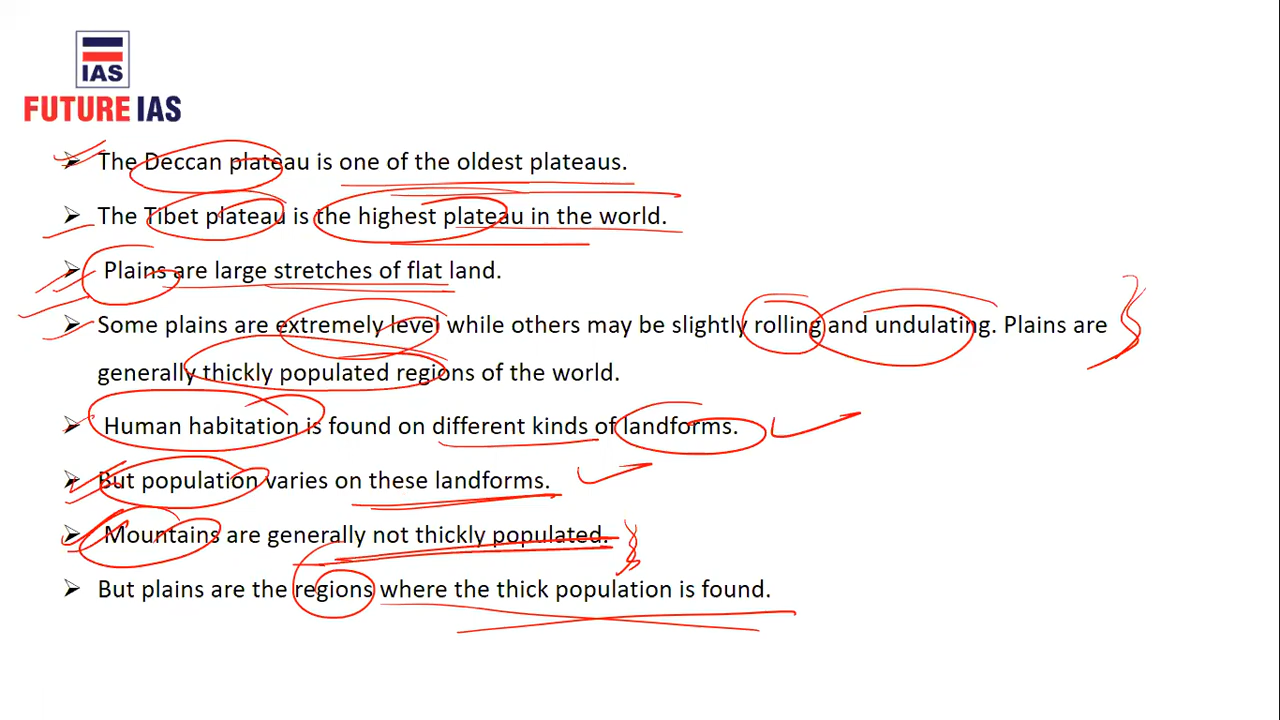 IAS
FUTURE IAS
➢ The Deccan plateau is one of the oldest plateaus.
➢ The Tibet plateau is the highest plateau in the world.
➢ Plains are large stretches of flat land.
➢ Some plains are extremely level while others may be slightly rolling and undulating. Plains are
generally thickly populated regions of the world.
➢ Human habitation is found on different kinds of landforms.
➢ But population varies on these landforms.
➢ Mountains are generally not thickly populated.
➢ But plains are the regions where the thick population is found.